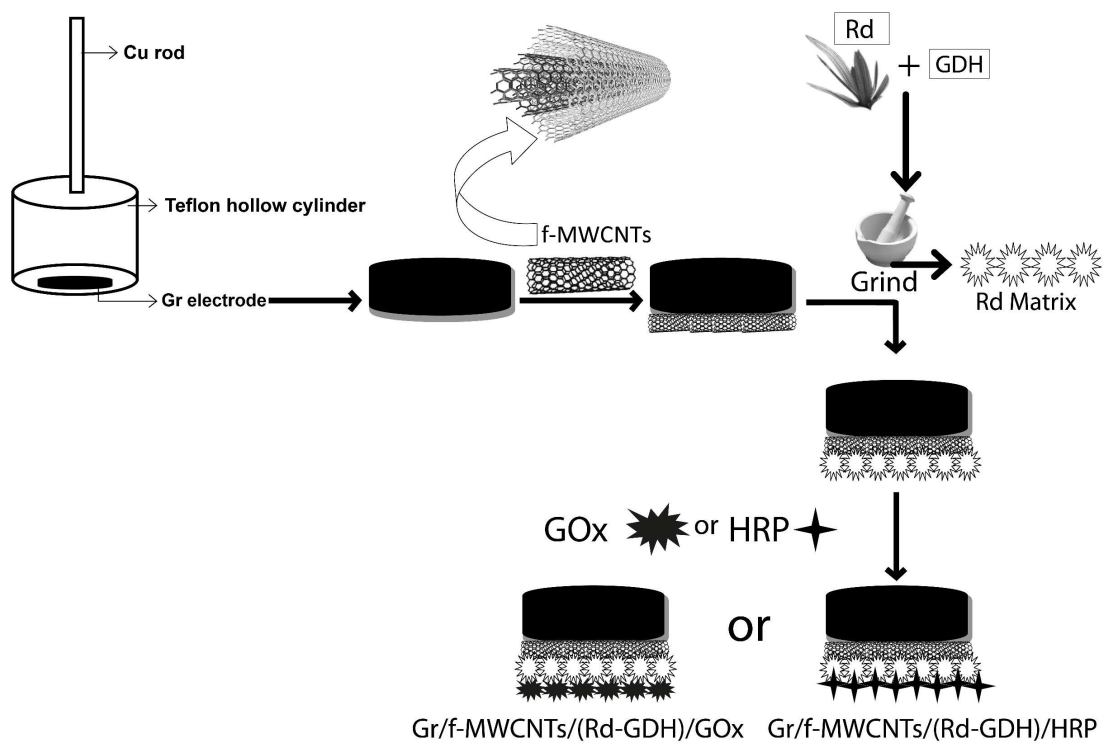 Cu rod
Teflon hollow cylinder
Gr electrode
f-MWCNTs
Rd
+
GDH
Grind
Rd Matrix
GOx or HRP
or
Gr/f-MWCNTs/(Rd-GDH)/GOx
Gr/f-MWCNTs/(Rd-GDH)/HRP